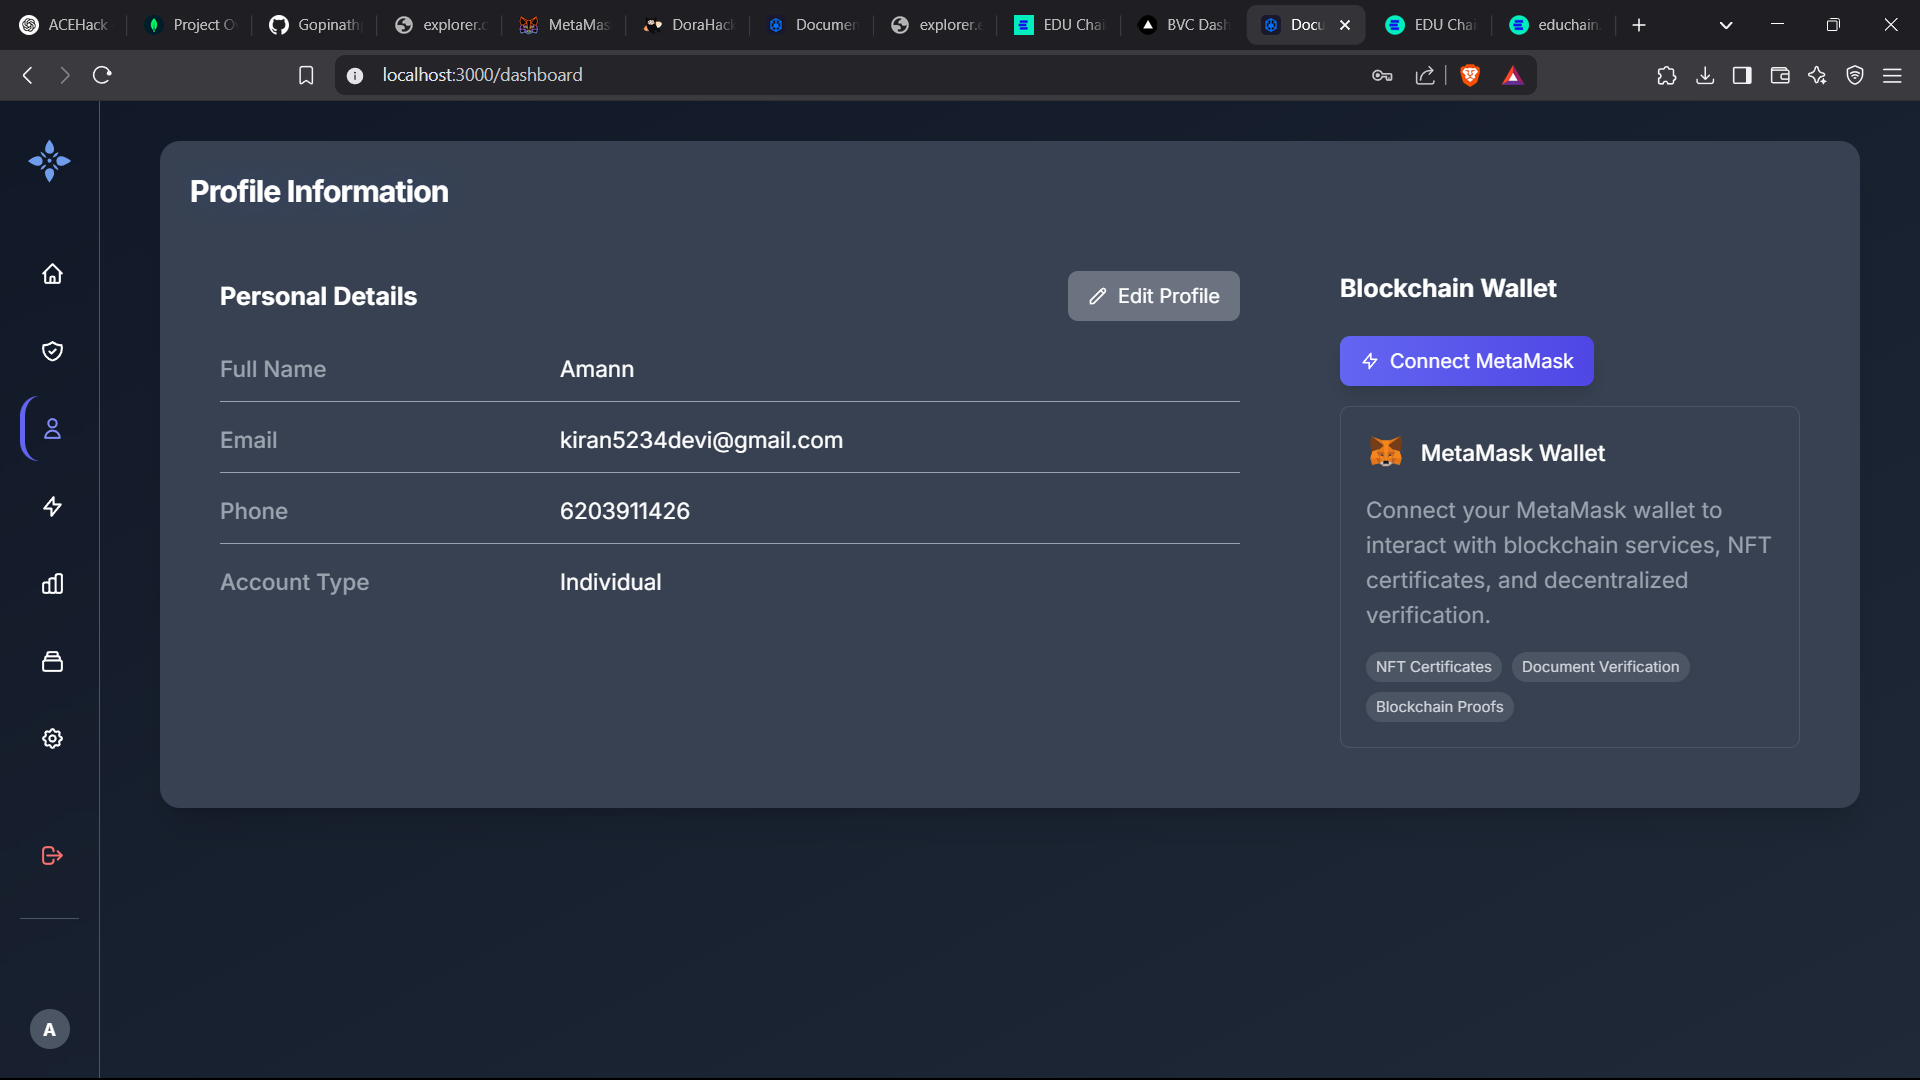 ACEHack
Project O
Gopinath
explorer.c
MetaMas
DoraHack
Documen
explorer.e
EDU Chai
BVC Dash
Docu
EDU Chai
educhain.
localhost:3000/dashboard
Profile Information
Personal Details
Edit Profile
Full Name Amann
Email kiran5234devi@gmail.com
Phone 6203911426
Account Type Individual
Blockchain Wallet
Connect MetaMask
MetaMask Wallet
Connect your MetaMask wallet to
interact with blockchain services, NFT
certificates, and decentralized
verification.
NFT Certificates Document Verification
Blockchain Proofs
A